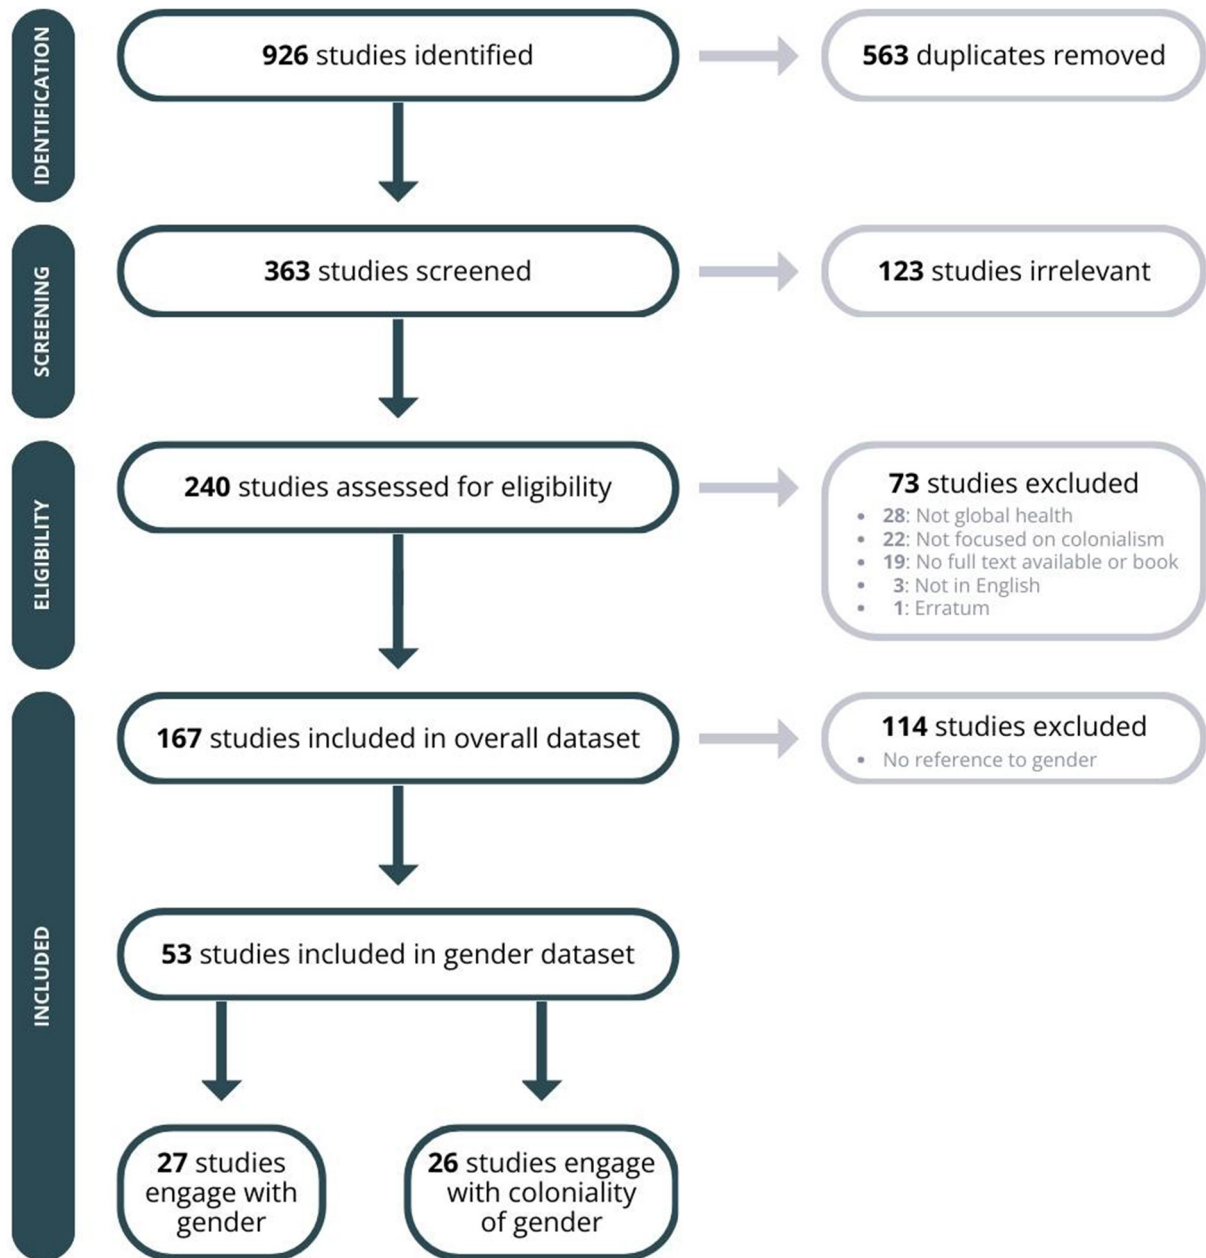 IDENTIFICATION
926 studies identified
563 duplicates removed
SCREENING
363 studies screened
123 studies irrelevant
ELIGIBILITY
240 studies assessed for eligibility
73 studies excluded
• 28: Not global health
• 22: Not focused on colonialism
• 19: No full text available or book
• 3: Not in English
• 1: Erratum
INCLUDED
167 studies included in overall dataset
114 studies excluded
• No reference to gender
53 studies included in gender dataset
27 studies
engage with
gender
26 studies engage
with coloniality
of gender